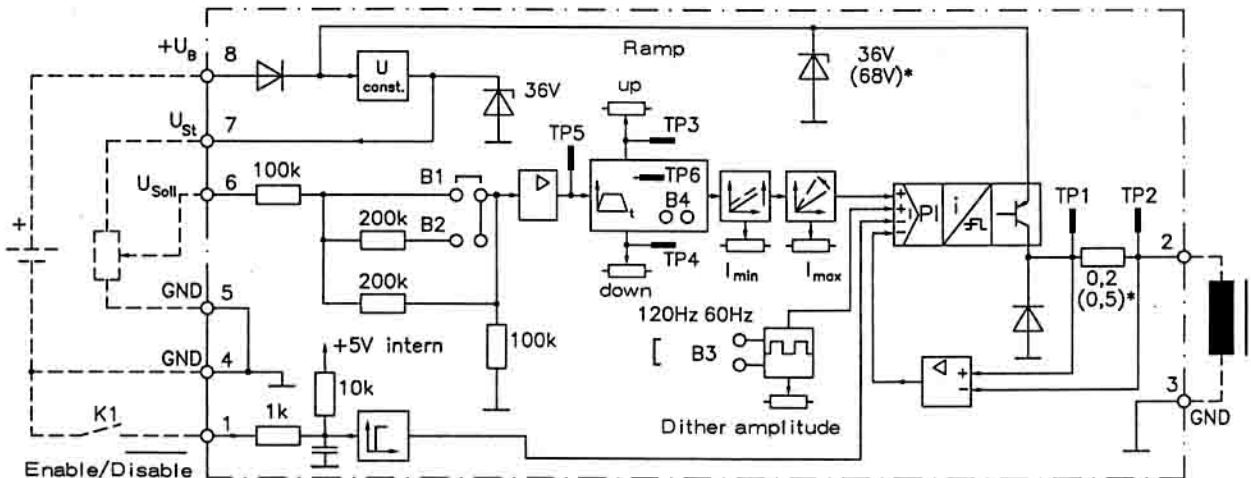 +U_B
8
U
const.
36V
Ramp
up
36V
(68V)*
U_St
7
TP5
TP3
U_Soll
6
100k
B1
TP6
B4
t
200k
B2
TP4
down
I_min
I_max
+
+
-
-
PI
i
TP1
TP2
2
0,2
(0,5)*
200k
GND
5
100k
120Hz 60Hz
B3
+
GND
4
+5V intern
10k
+
-
3
GND
K1
1
1k
Dither amplitude
Enable/Disable